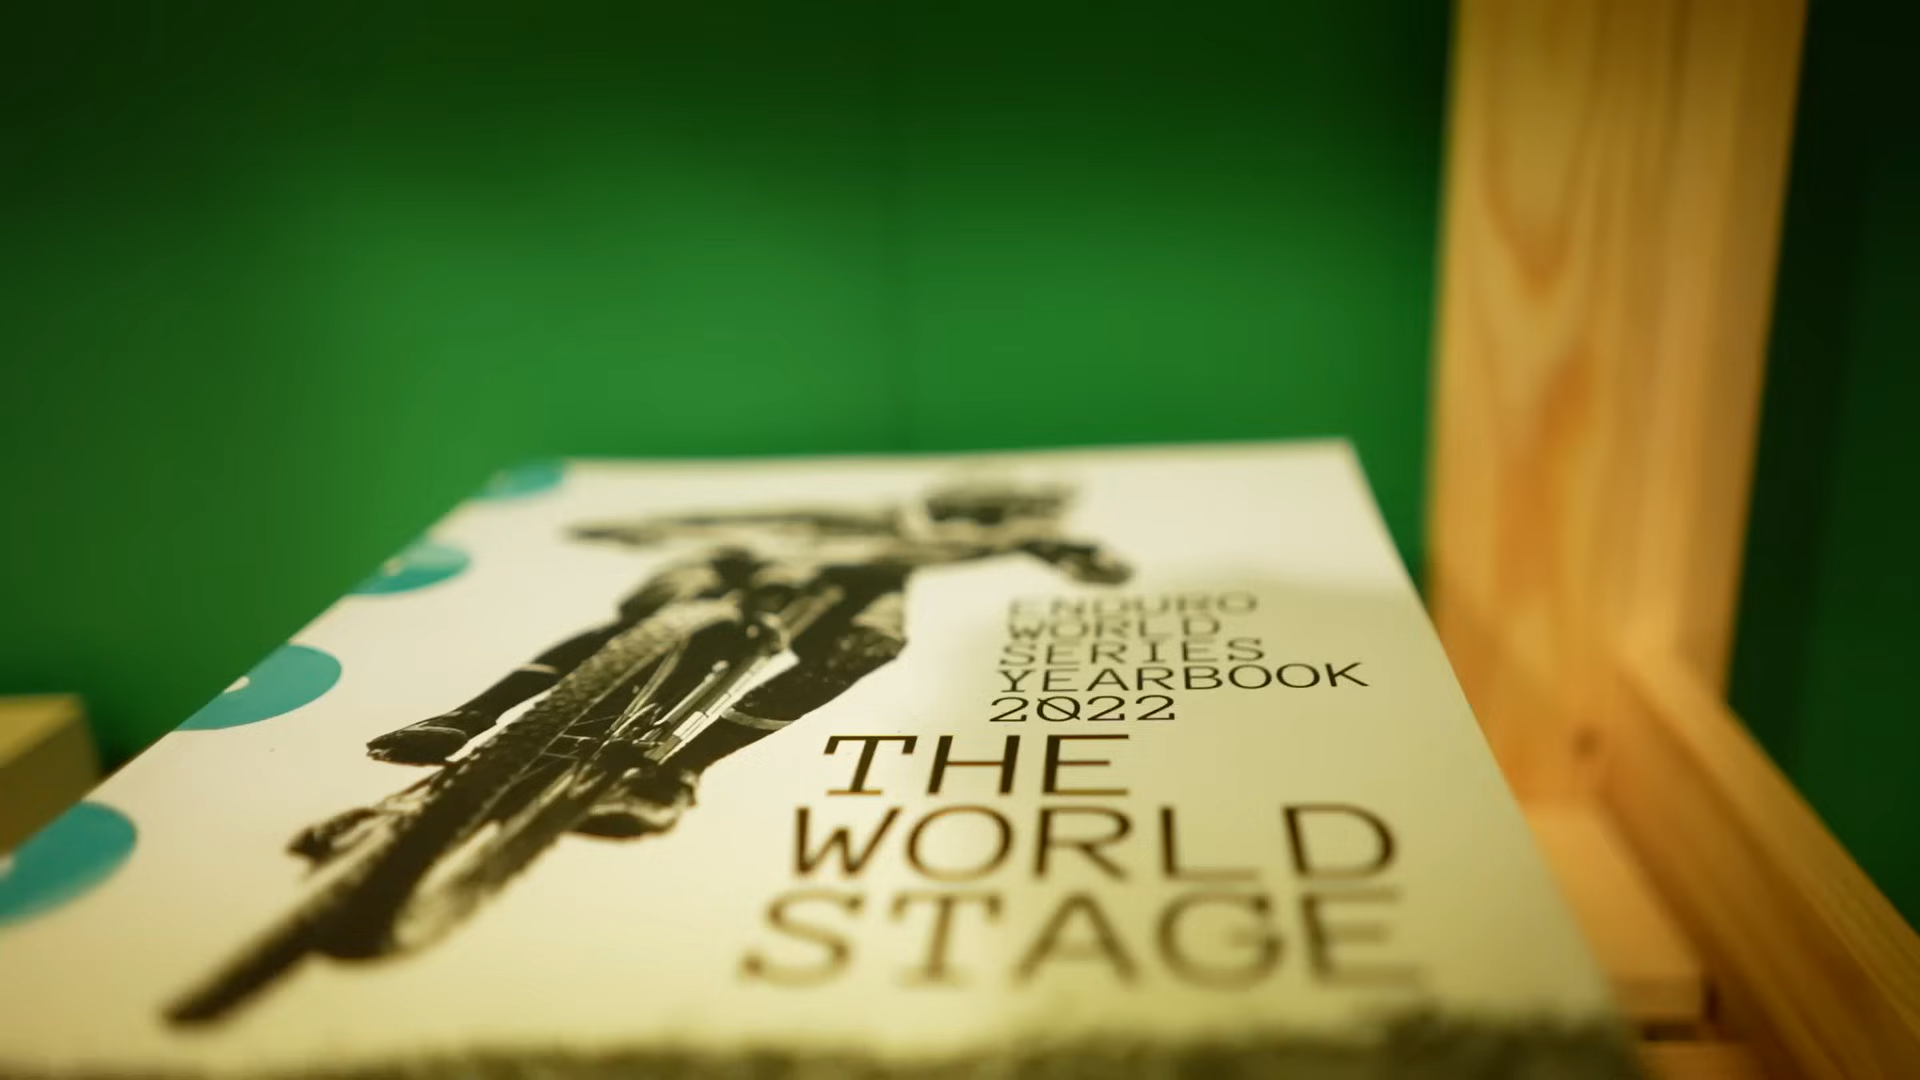 ENDURO
WORLD
SERIES
YEARBOOK
2022
THE
WORLD
STAGE